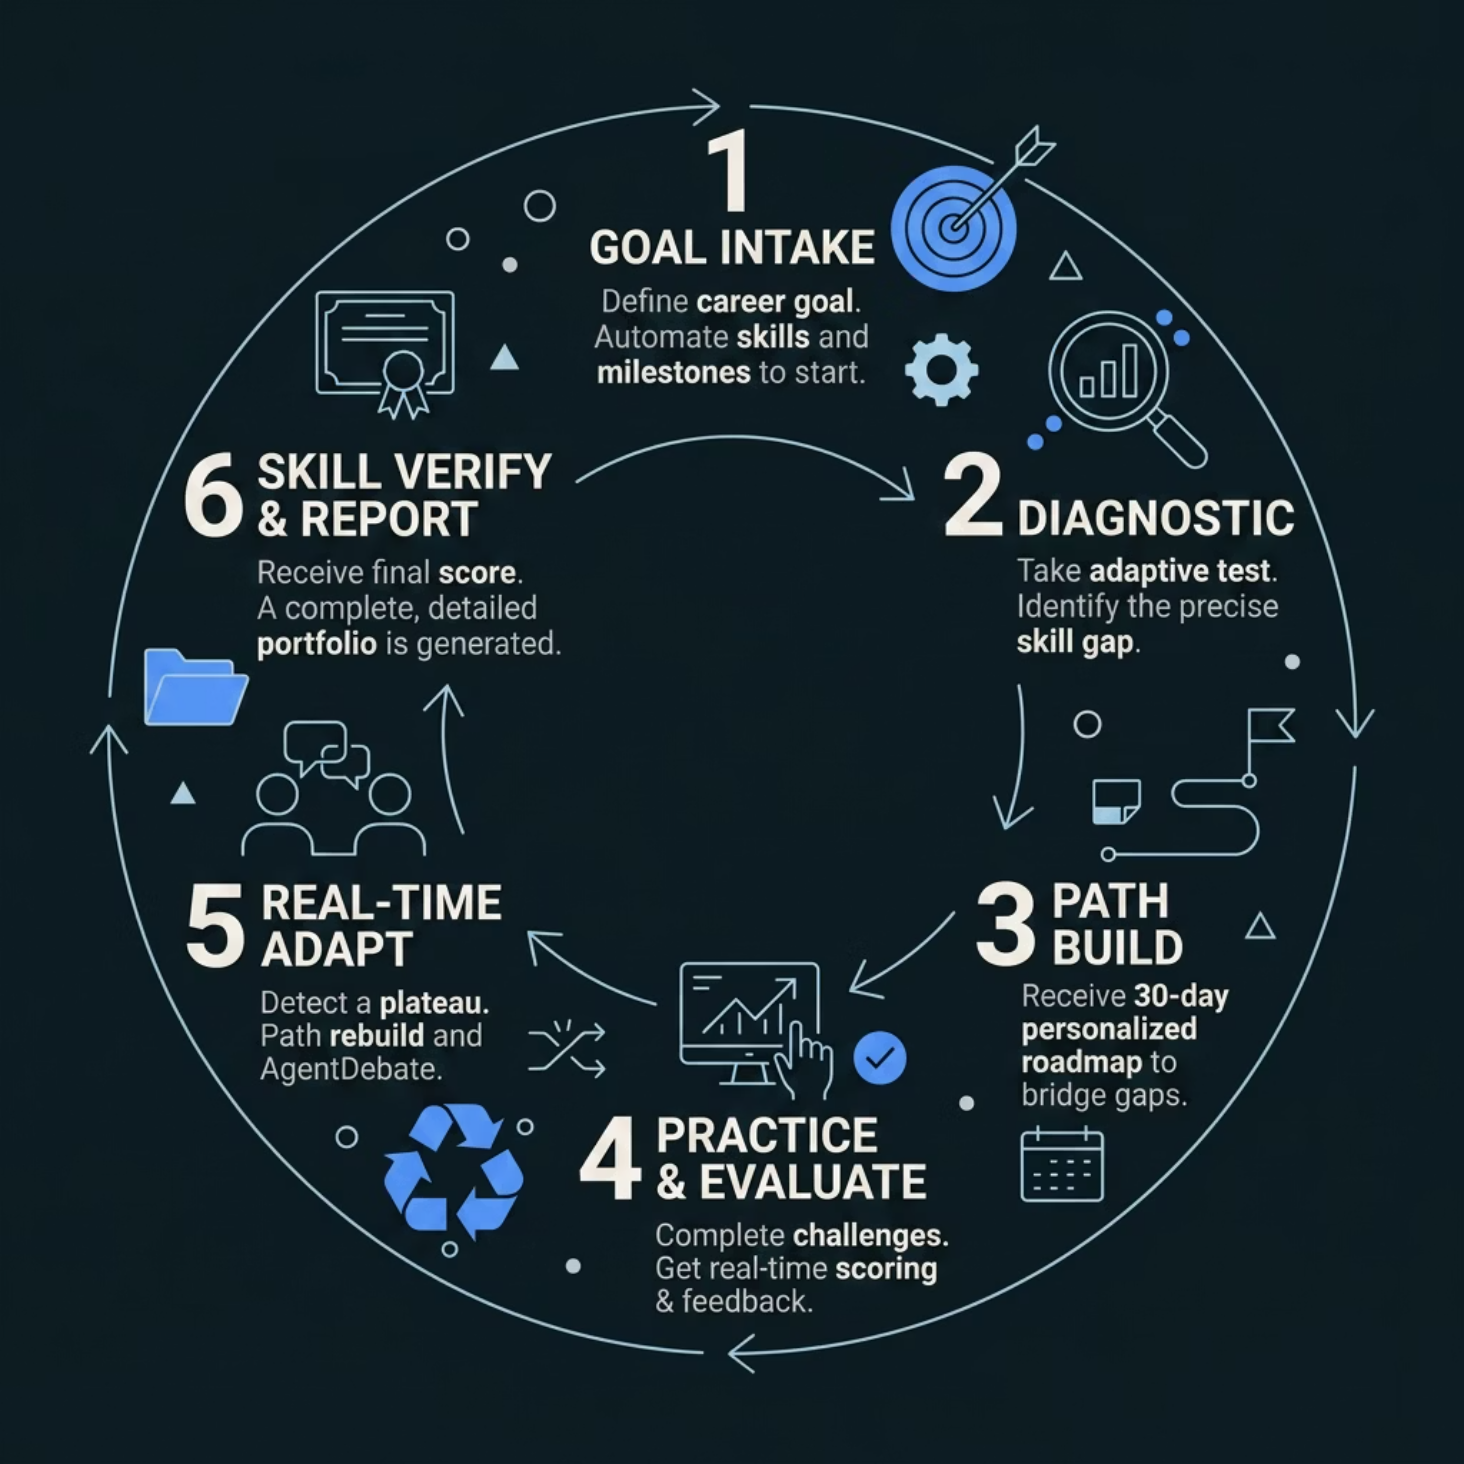 1
GOAL INTAKE
Define career goal.
Automate skills and
milestones to start.
2 DIAGNOSTIC
Take adaptive test.
Identify the precise
skill gap.
3 PATH
BUILD
Receive 30-day
personalized
roadmap to
bridge gaps.
4 PRACTICE
& EVALUATE
Complete challenges.
Get real-time scoring
& feedback.
5 REAL-TIME
ADAPT
Detect a plateau.
Path rebuild and
AgentDebate.
6 SKILL VERIFY
& REPORT
Receive final score.
A complete, detailed
portfolio is generated.